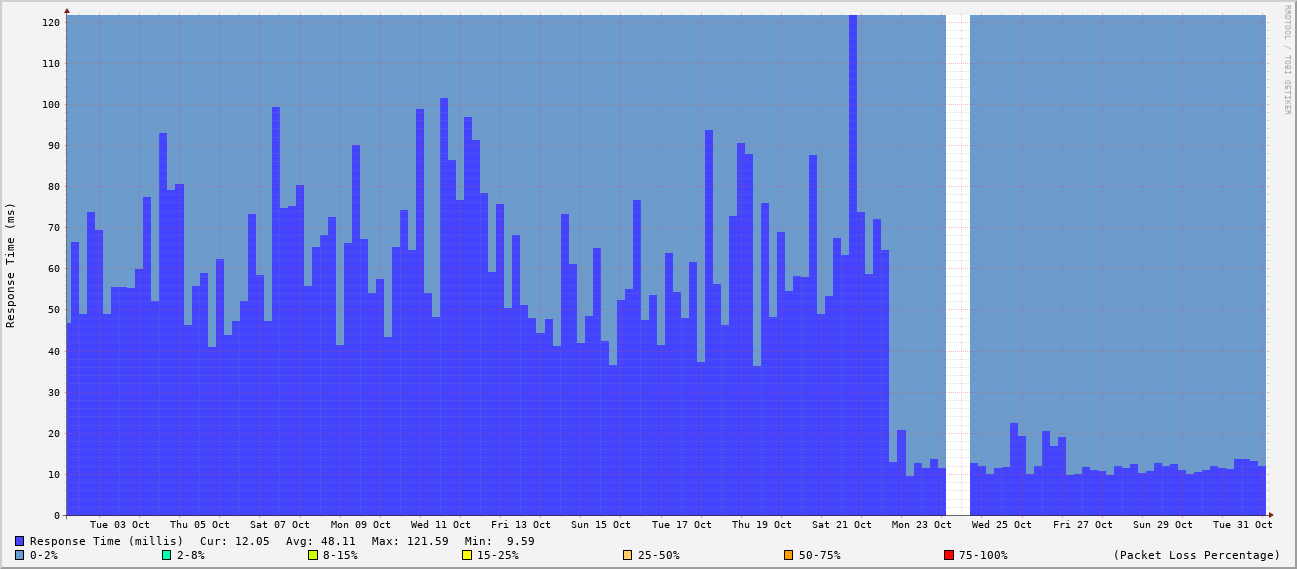 RRDTOOL / TOBI OETIKER
Response Time (ms)
120
110
100
90
80
70
60
50
40
30
20
10
0
Tue 03 Oct Thu 05 Oct Sat 07 Oct Mon 09 Oct Wed 11 Oct Fri 13 Oct Sun 15 Oct Tue 17 Oct Thu 19 Oct Sat 21 Oct Mon 23 Oct Wed 25 Oct Fri 27 Oct Sun 29 Oct Tue 31 Oct
Response Time (millis) Cur: 12.05 Avg: 48.11 Max: 121.59 Min: 9.59
0-2% 2-8% 8-15% 15-25% 25-50% 50-75% 75-100% (Packet Loss Percentage)